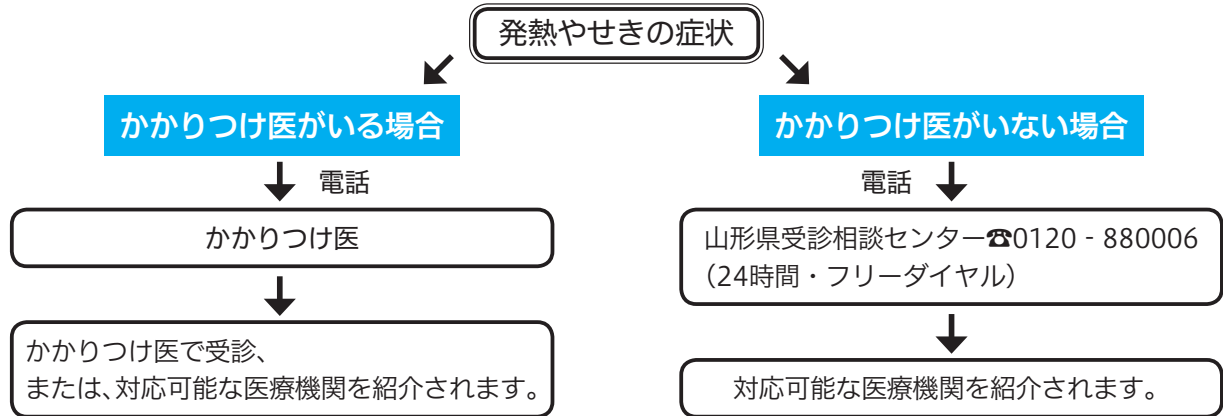 発熱やせきの症状
かかりつけ医がいる場合
電話
かかりつけ医
かかりつけ医で受診、
または、対応可能な医療機関を紹介されます。
かかりつけ医がいない場合
電話
山形県受診相談センター☎0120‐880006
（24時間・フリーダイヤル）
対応可能な医療機関を紹介されます。